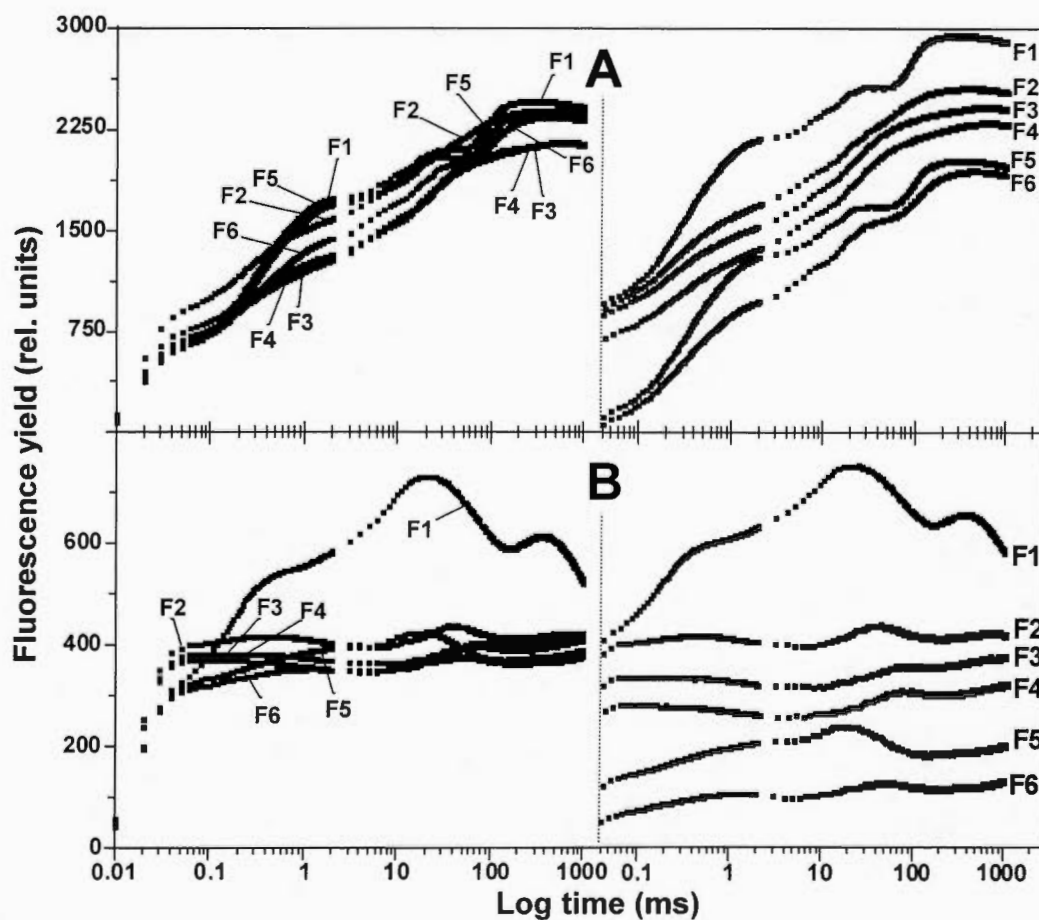 3000
2250
1500
750
A
F1
F5
F2
F1
F5
F2
F6
F6
F4
F3
F4
F3
F1
F2
F3
F4
F5
F6
B
600
400
200
0
F1
F2
F3
F4
F6
F5
F1
F2
F3
F4
F5
F6
0.01
0.1
1
10
100
1000
0.1
1
10
100
1000
Log time (ms)
Fluorescence yield (rel. units)